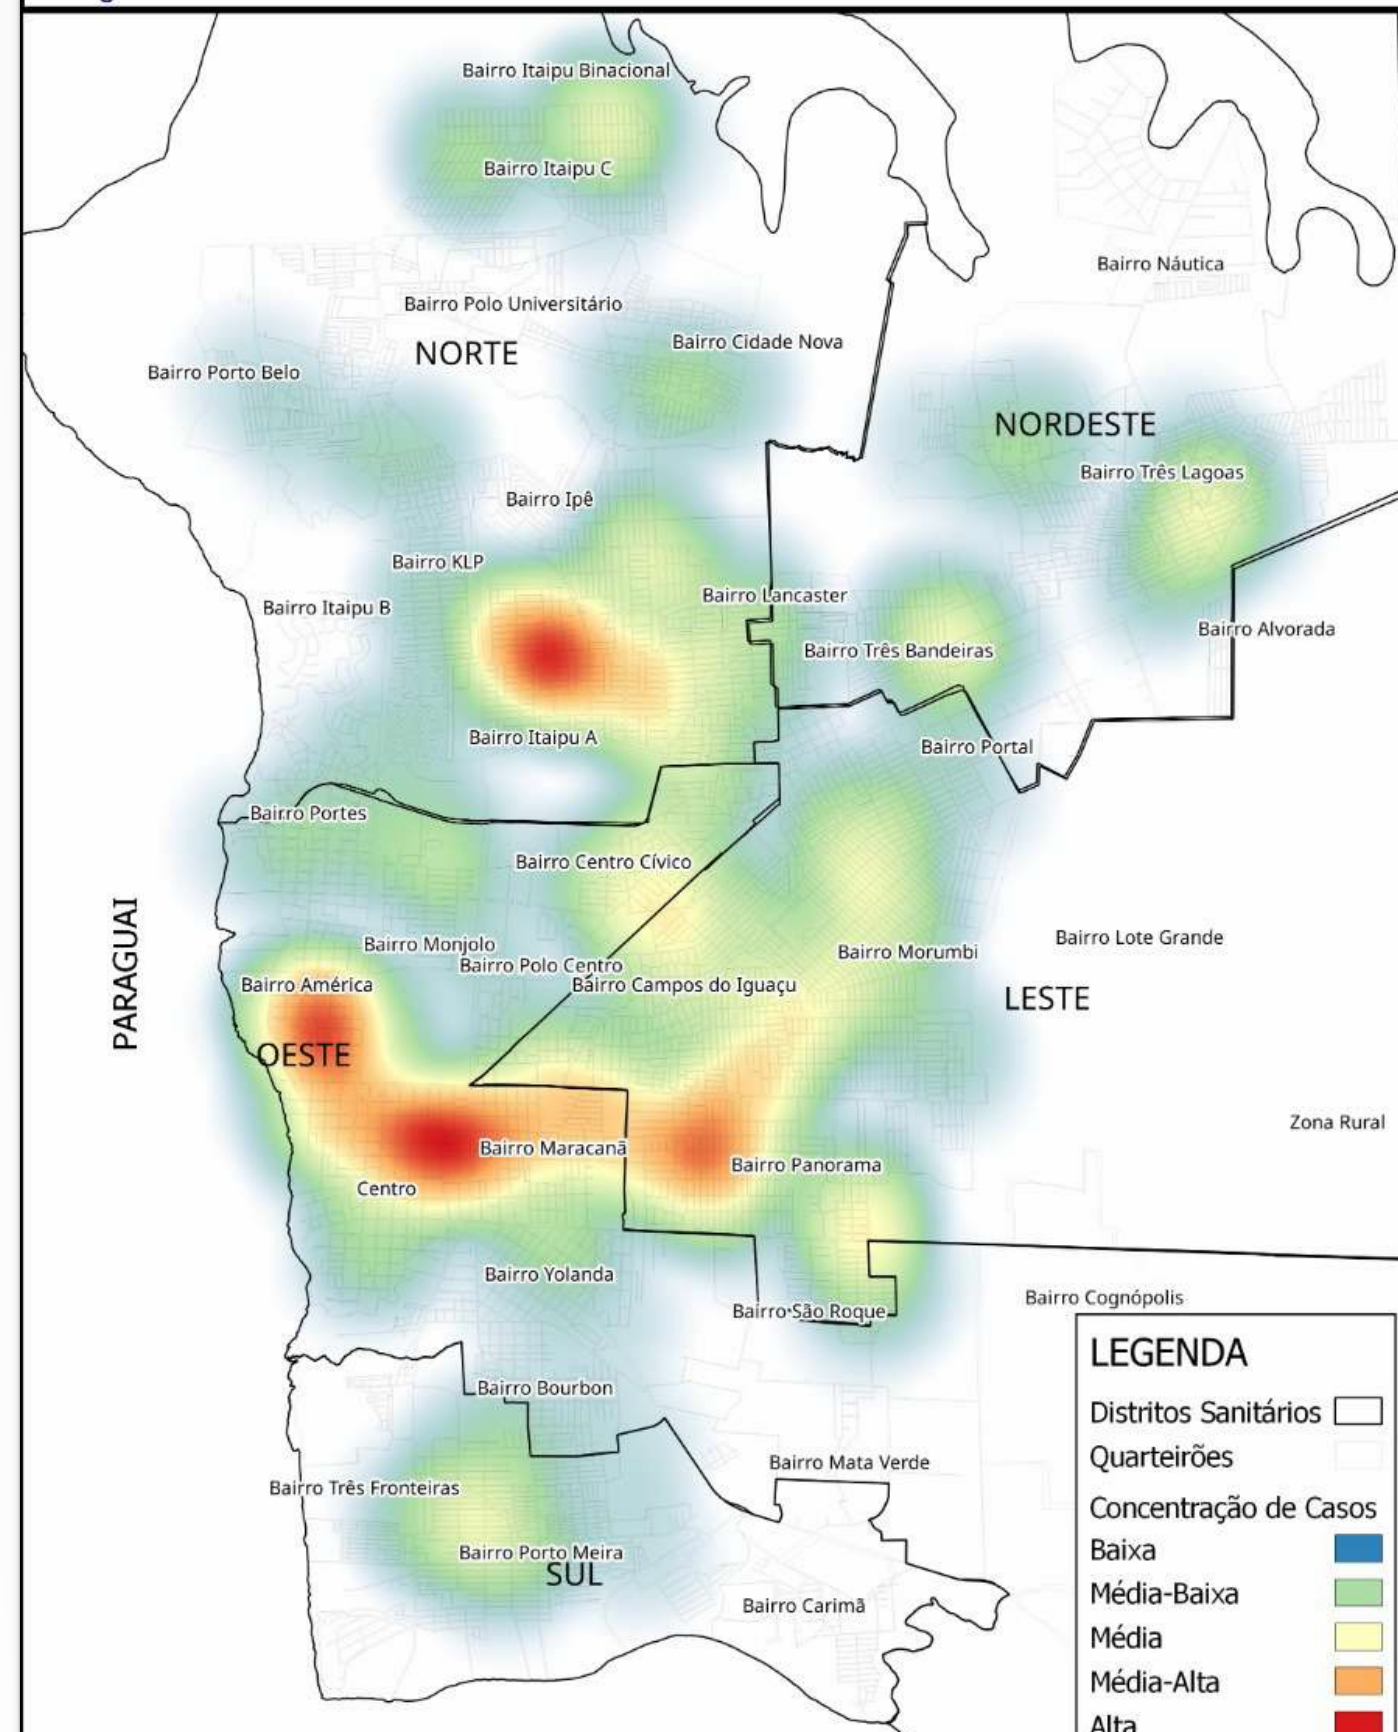 Bairro Itaipu Binacional
Bairro Itaipu C
Bairro Náutica
Bairro Polo Universitário
Bairro Cidade Nova
NORTE
Bairro Porto Belo
NORDESTE
Bairro Três Lagoas
Bairro Ipê
Bairro KLP
Bairro Lancaster
Bairro Itaipu B
Bairro Alvorada
Bairro Três Bandeiras
Bairro Itaipu A
Bairro Portal
Bairro Portes
Bairro Centro Cívico
PARAGUAI
Bairro Monjolo
Bairro Lote Grande
Bairro Morumbi
Bairro Polo Centro
Bairro América
Bairro Campos do Iguaçu
LESTE
OESTE
Zona Rural
Bairro Maracanã
Bairro Panorama
Centro
Bairro Yolanda
Bairro Cognópolis
Bairro São Roque
Bairro Bourbon
Bairro Mata Verde
Bairro Três Fronteiras
Bairro Porto Meira
SUL
Bairro Carimã
LEGENDA
Distritos Sanitários
Quarteirões
Concentração de Casos
Baixa
Média-Baixa
Média
Média-Alta
Alta